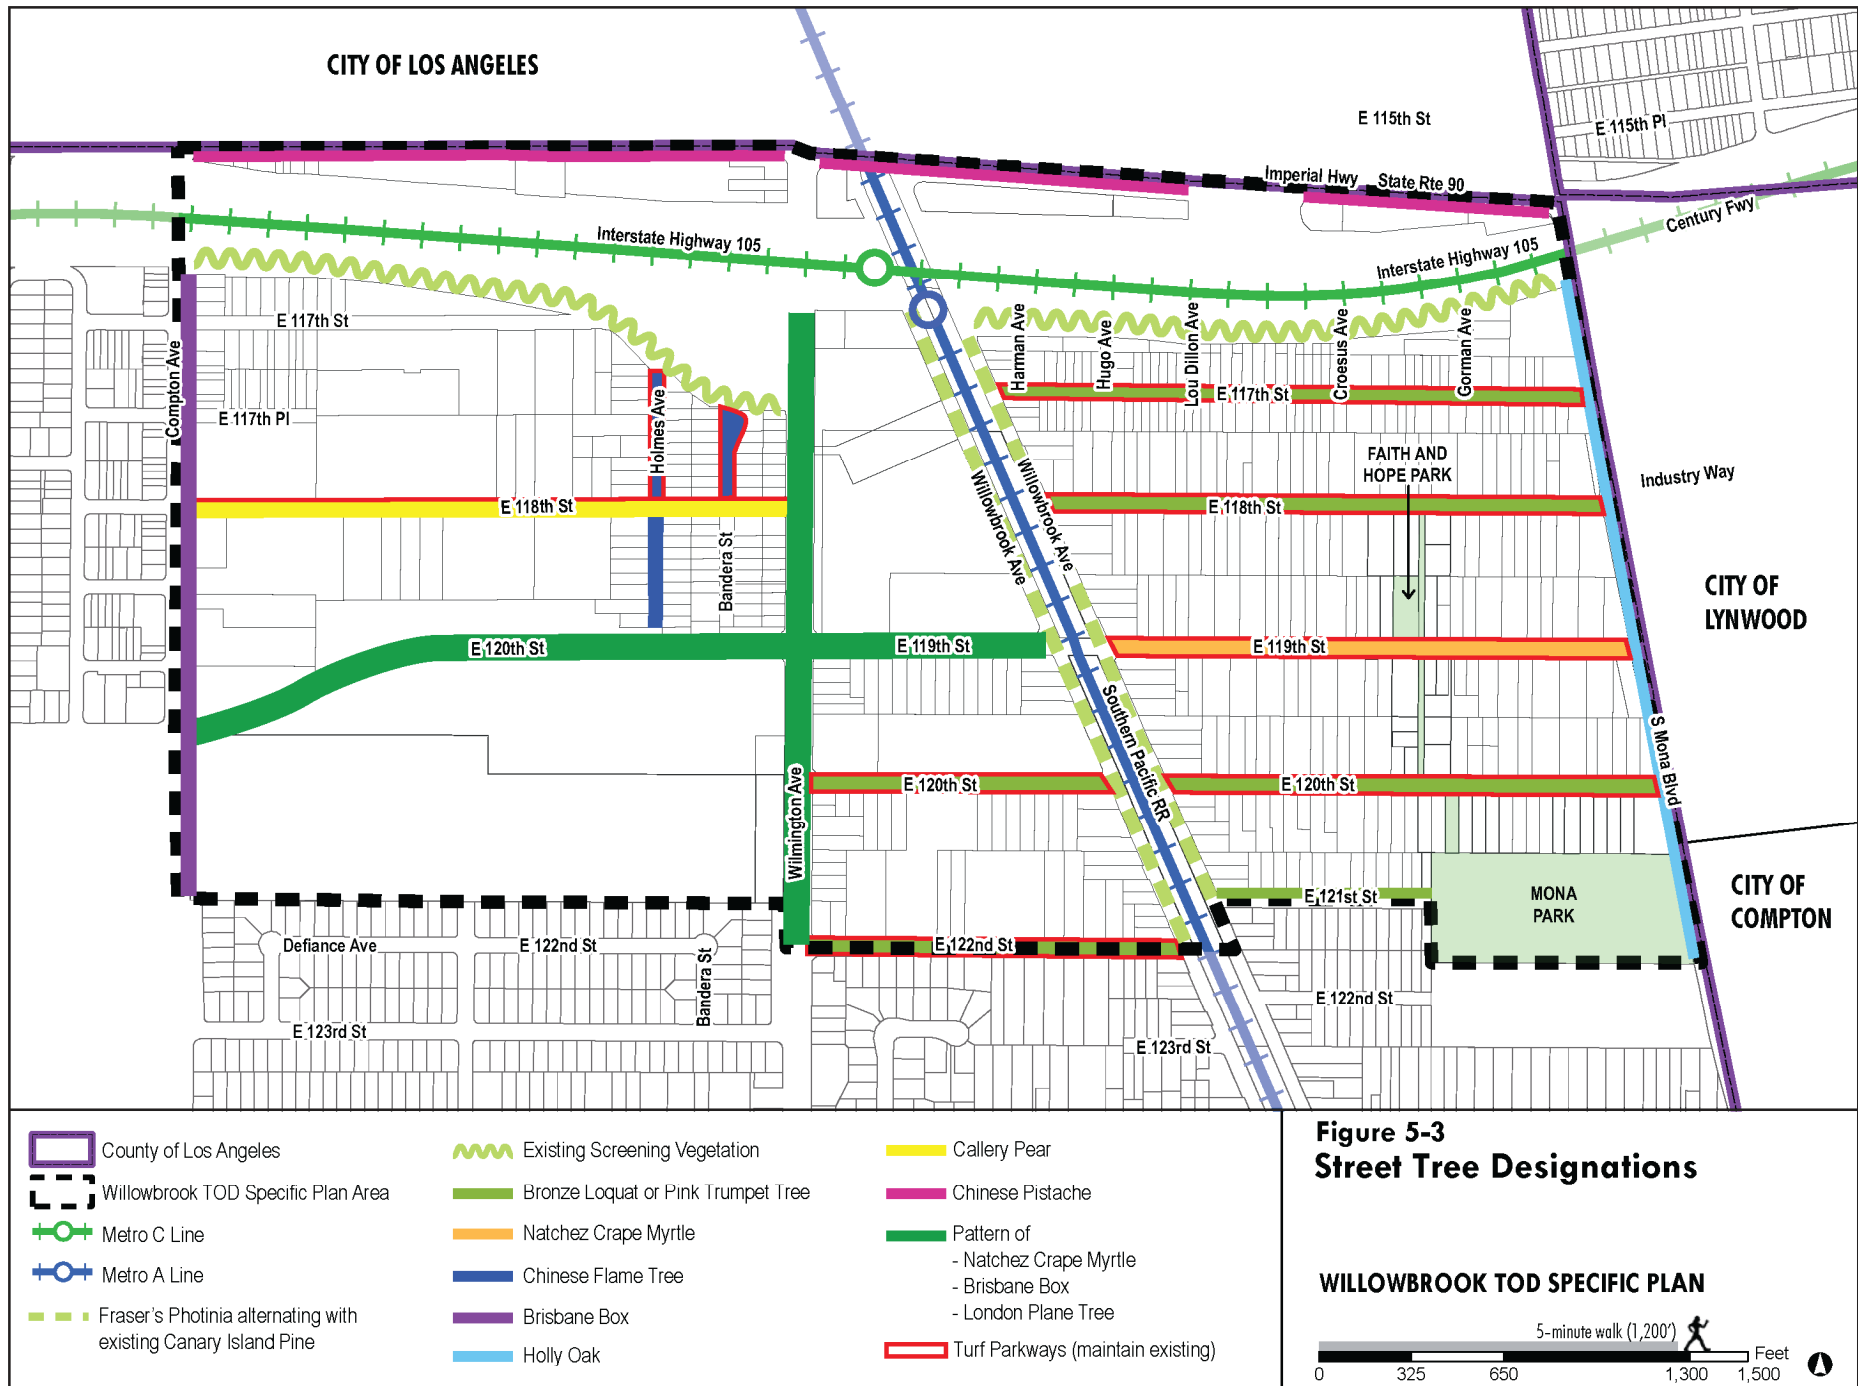 CITY OF LOS ANGELES
E 115th St
E 115th Pl
Imperial Hwy
State Rte 90
Century Fwy
Interstate Highway 105
Interstate Highway 105
E 117th St
Compton Ave
E 117th Pl
Holmes Ave
Harman Ave
Hugo Ave
Lou Dillon Ave
Croesus Ave
Gorman Ave
E 117th St
FAITH AND
HOPE PARK
Industry Way
E 118th St
Bandera St
Willowbrook Ave
Willowbrook Ave
E 118th St
CITY OF
LYNWOOD
E 120th St
E 119th St
E 119th St
Southern Pacific RR
S Mona Blvd
Wilmington Ave
E 120th St
E 120th St
E 121st St
MONA
PARK
CITY OF
COMPTON
Defiance Ave
E 122nd St
Bandera St
E 122nd St
E 122nd St
E 123rd St
E 123rd St
County of Los Angeles
Willowbrook TOD Specific Plan Area
Metro C Line
Metro A Line
Fraser's Photinia alternating with
existing Canary Island Pine
Existing Screening Vegetation
Bronze Loquat or Pink Trumpet Tree
Natchez Crape Myrtle
Chinese Flame Tree
Brisbane Box
Holly Oak
Callery Pear
Chinese Pistache
Pattern of
- Natchez Crape Myrtle
- Brisbane Box
- London Plane Tree
Turf Parkways (maintain existing)
Figure 5-3
Street Tree Designations
WILLOWBROOK TOD SPECIFIC PLAN
5-minute walk (1,200')
Feet
0 325 650 1,300 1,500